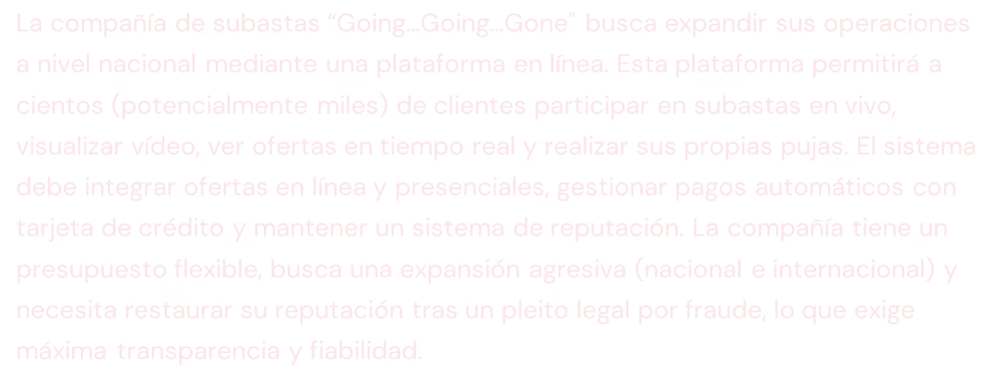 La compañía de subastas “Going...Going...Gone" busca expandir sus operaciones
a nivel nacional mediante una plataforma en línea. Esta plataforma permitirá a
cientos (potencialmente miles) de clientes participar en subastas en vivo,
visualizar vídeo, ver ofertas en tiempo real y realizar sus propias pujas. El sistema
debe integrar ofertas en línea y presenciales, gestionar pagos automáticos con
tarjeta de crédito y mantener un sistema de reputación. La compañía tiene un
presupuesto flexible, busca una expansión agresiva (nacional e internacional) y
necesita restaurar su reputación tras un pleito legal por fraude, lo que exige
máxima transparencia y fiabilidad.